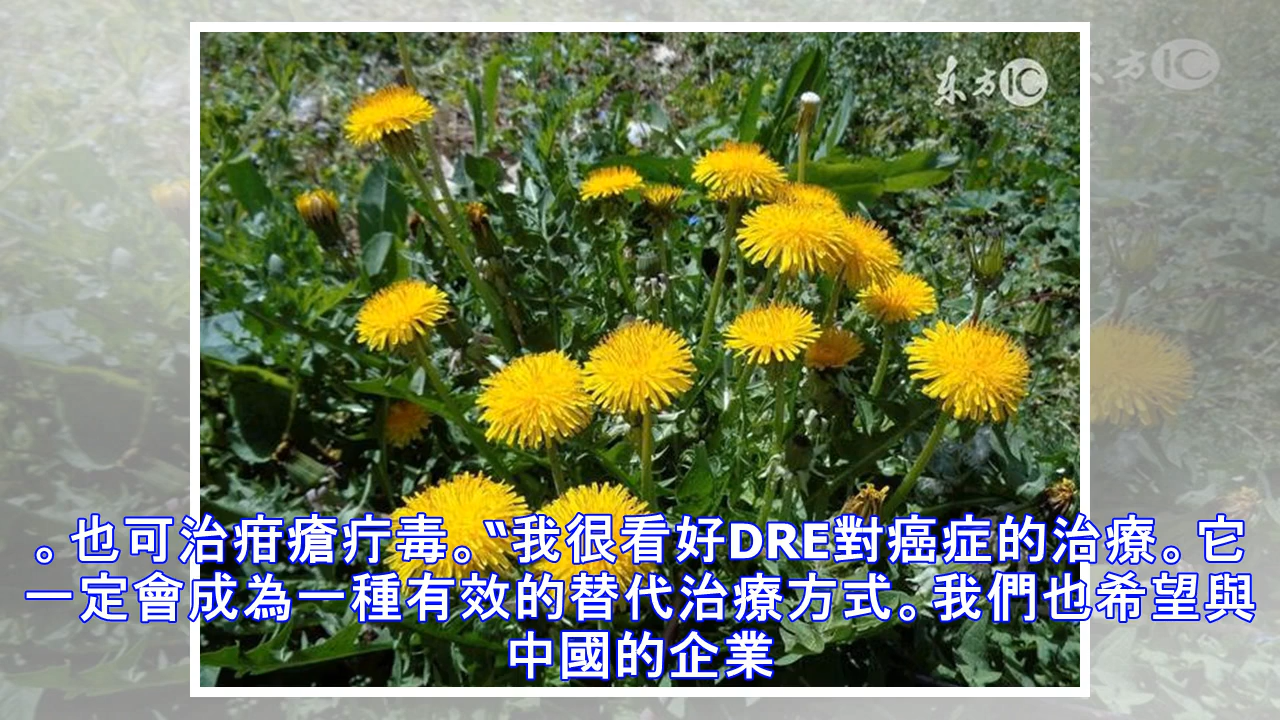 东方IC
东方IC
。也可治疳瘡疔毒。“我很看好DRE對癌症的治療。它
一定會成為一種有效的替代治療方式。我們也希望與
中國的企業